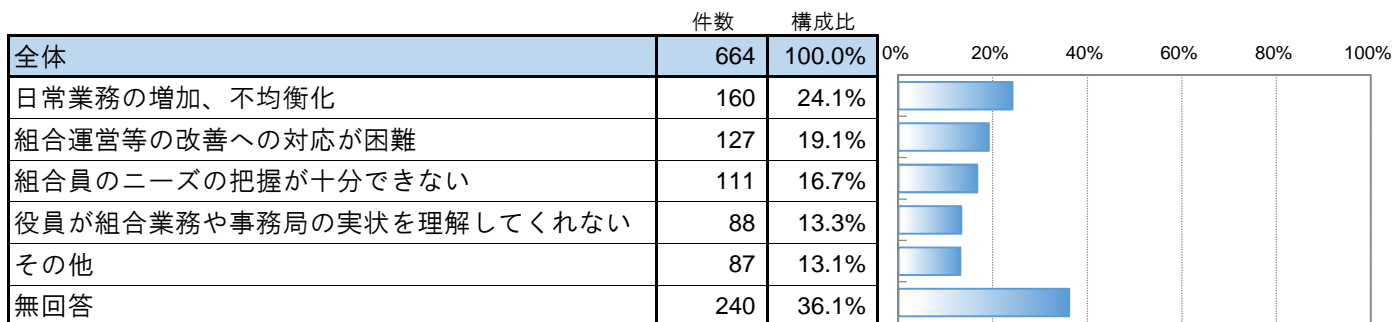 件数 構成比
全体 664 100.0% 0% 20% 40% 60% 80% 100%
日常業務の増加、不均衡化 160 24.1%
組合運営等の改善への対応が困難 127 19.1%
組合員のニーズの把握が十分できない 111 16.7%
役員が組合業務や事務局の実状を理解してくれない 88 13.3%
その他 87 13.1%
無回答 240 36.1%